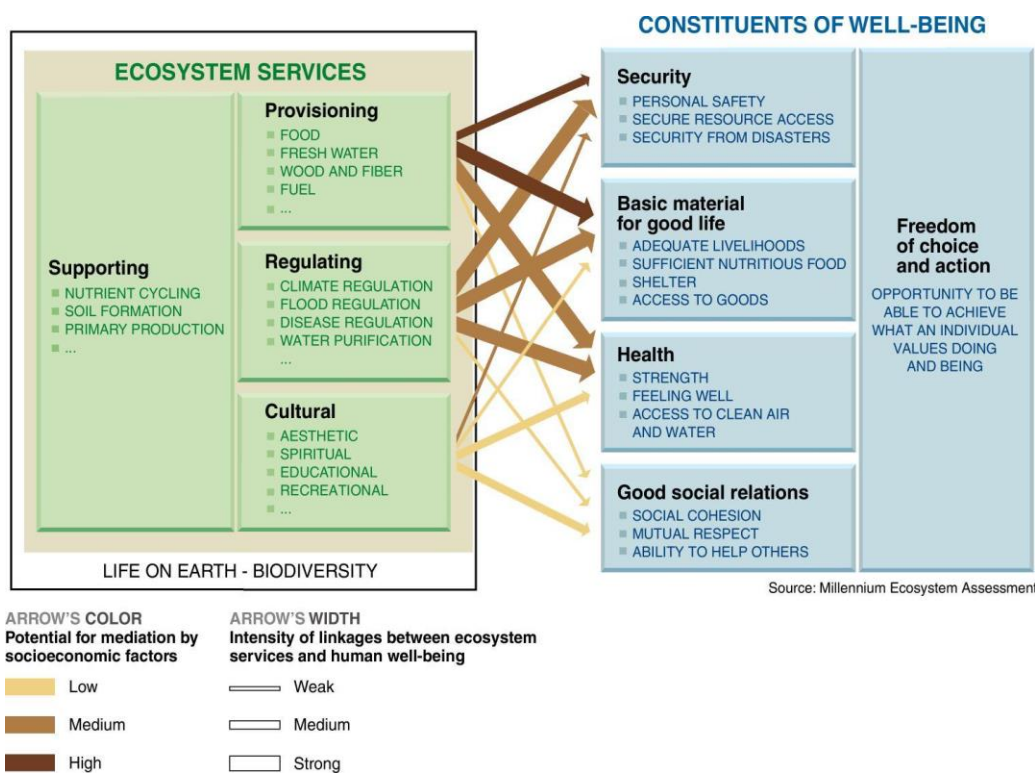 CONSTITUENTS OF WELL-BEING
ECOSYSTEM SERVICES
Supporting
NUTRIENT CYCLING
SOIL FORMATION
PRIMARY PRODUCTION
...
Provisioning
FOOD
FRESH WATER
WOOD AND FIBER
FUEL
...
Regulating
CLIMATE REGULATION
FLOOD REGULATION
DISEASE REGULATION
WATER PURIFICATION
...
Cultural
AESTHETIC
SPIRITUAL
EDUCATIONAL
RECREATIONAL
...
LIFE ON EARTH - BIODIVERSITY
Security
PERSONAL SAFETY
SECURE RESOURCE ACCESS
SECURITY FROM DISASTERS
Basic material
for good life
ADEQUATE LIVELIHOODS
SUFFICIENT NUTRITIOUS FOOD
SHELTER
ACCESS TO GOODS
Health
STRENGTH
FEELING WELL
ACCESS TO CLEAN AIR
AND WATER
Good social relations
SOCIAL COHESION
MUTUAL RESPECT
ABILITY TO HELP OTHERS
Freedom
of choice
and action
OPPORTUNITY TO BE
ABLE TO ACHIEVE
WHAT AN INDIVIDUAL
VALUES DOING
AND BEING
Source: Millennium Ecosystem Assessment
ARROW'S COLOR
Potential for mediation by
socioeconomic factors
Low
Medium
High
ARROW'S WIDTH
Intensity of linkages between ecosystem
services and human well-being
Weak
Medium
Strong